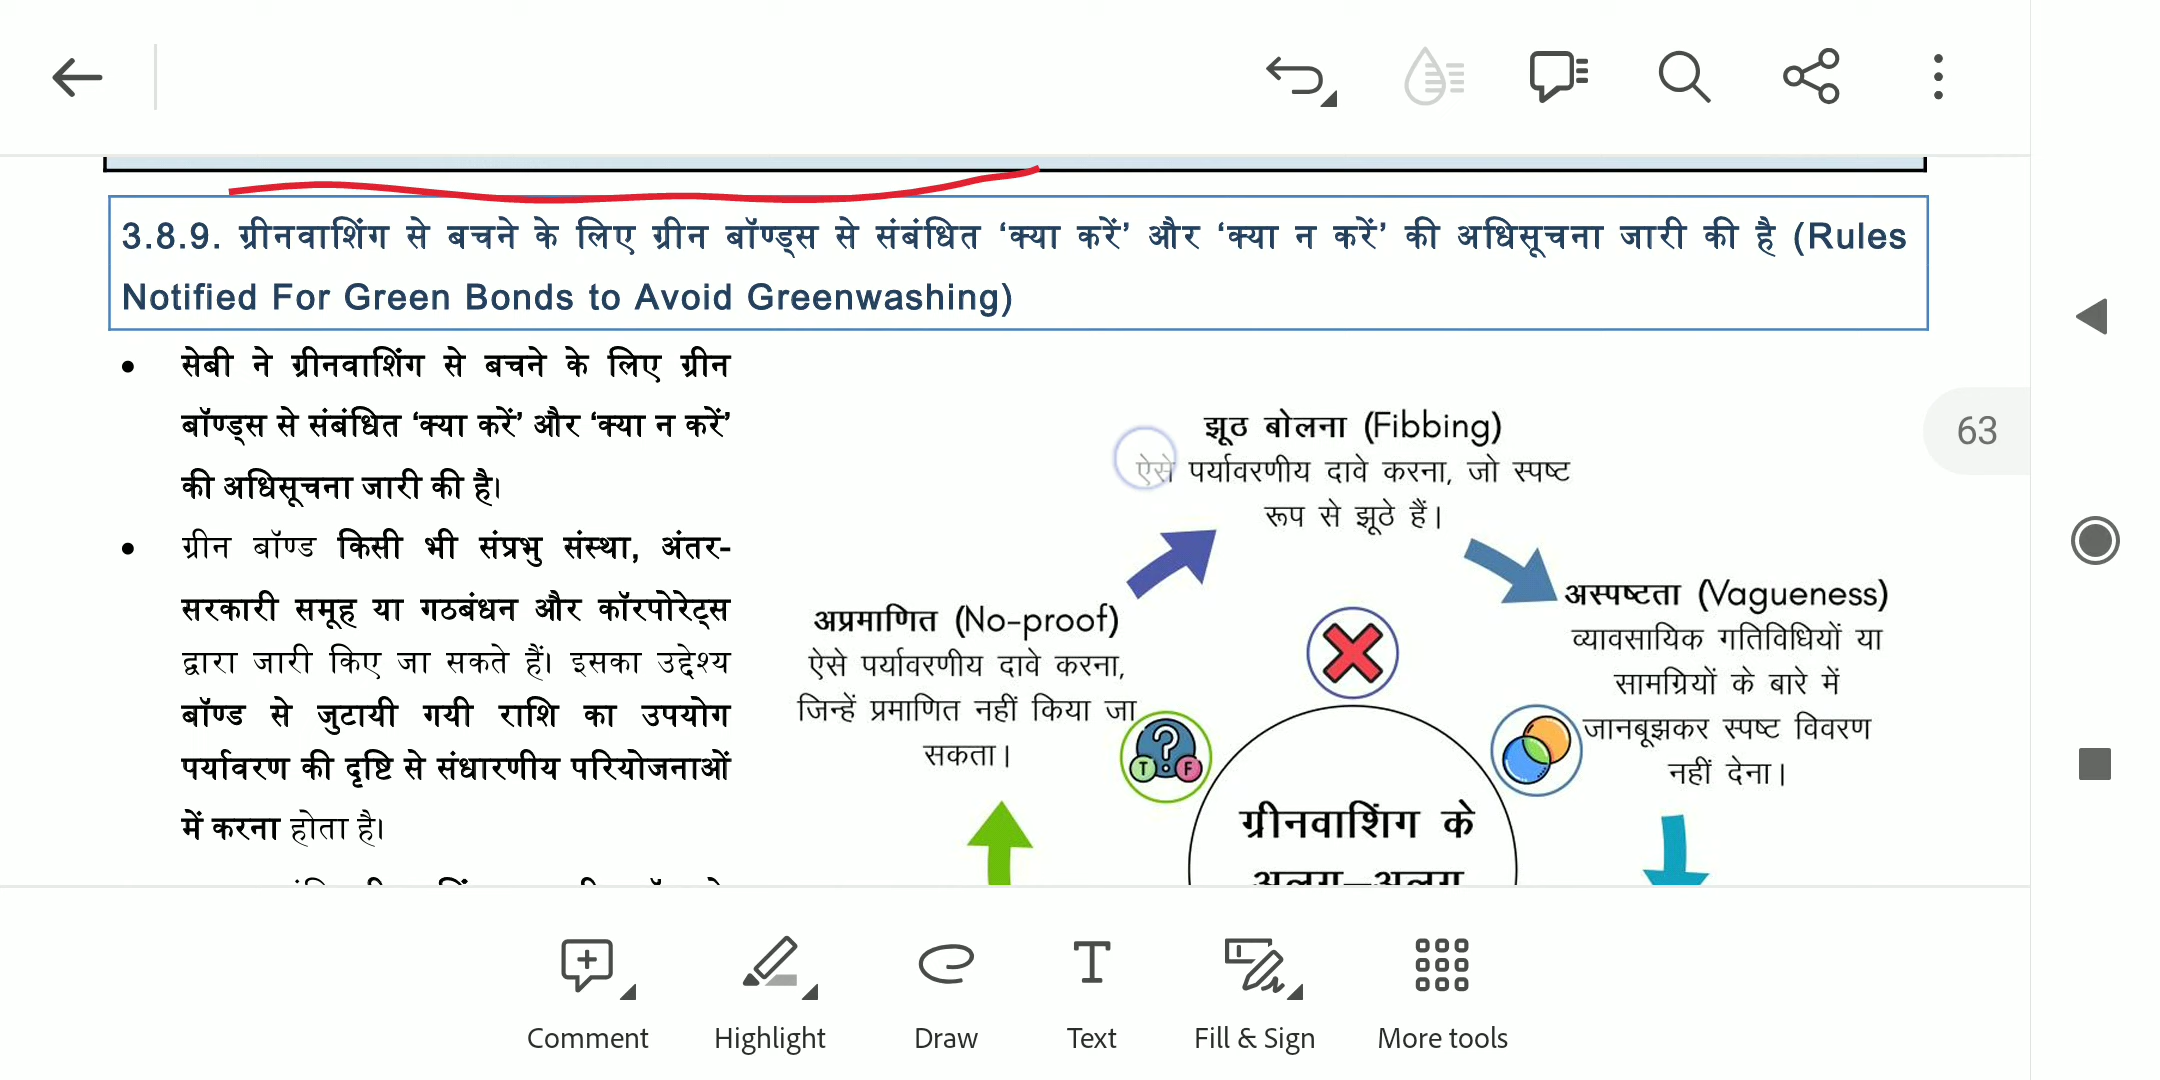 3.8.9. ग्रीनवाशिंग से बचने के लिए ग्रीन बॉण्ड्स से संबंधित ‘क्या करें’ और ‘क्या न करें’ की अधिसूचना जारी की है (Rules
Notified For Green Bonds to Avoid Greenwashing)
• सेबी ने ग्रीनवाशिंग से बचने के लिए ग्रीन
बॉण्ड्स से संबंधित ‘क्या करें’ और ‘क्या न करें’
की अधिसूचना जारी की है।
• ग्रीन बॉण्ड किसी भी संप्रभु संस्था, अंतर-
सरकारी समूह या गठबंधन और कॉरपोरेट्स
द्वारा जारी किए जा सकते हैं। इसका उद्देश्य
बॉण्ड से जुटायी गयी राशि का उपयोग
पर्यावरण की दृष्टि से संधारणीय परियोजनाओं
में करना होता है।
झूठ बोलना (Fibbing)
ऐसे पर्यावरणीय दावे करना, जो स्पष्ट
रूप से झूठे हैं।
अस्पष्टता (Vagueness)
व्यावसायिक गतिविधियों या
सामग्रियों के बारे में
जानबूझकर स्पष्ट विवरण
नहीं देना।
अप्रमाणित (No-proof)
ऐसे पर्यावरणीय दावे करना,
जिन्हें प्रमाणित नहीं किया जा
सकता।
?
T F
ग्रीनवाशिंग के
अलग-अलग
63
Comment
Highlight
Draw
T
Text
Fill & Sign
More tools